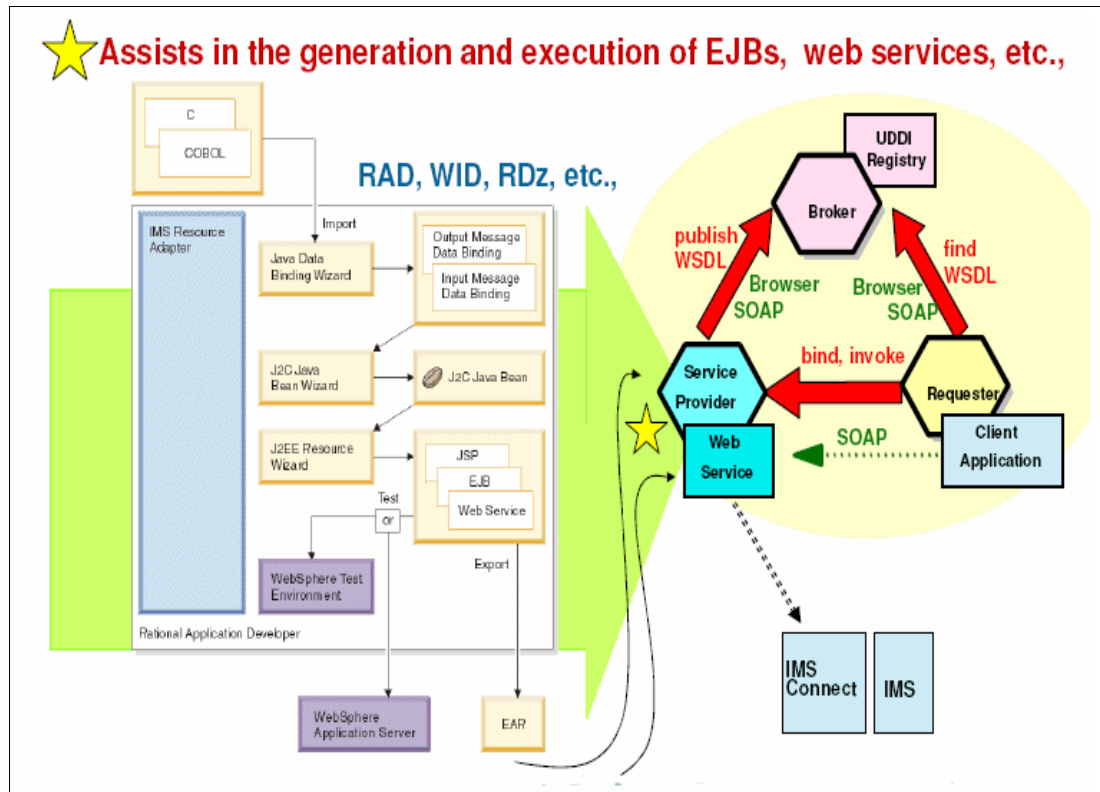 Assists in the generation and execution of EJBs, web services, etc.,
C
COBOL
RAD, WID, RDz, etc.,
Import
IMS Resource
Adapter
Java Data
Binding Wizard
Output Message
Data Binding
Input Message
Data Binding
J2C Java
Bean Wizard
J2C Java Bean
J2EE Resource
Wizard
JSP
EJB
Web Service
Test
or
Export
WebSphere Test
Environment
Rational Application Developer
WebSphere
Application Server
EAR
UDDI
Registry
Broker
publish
WSDL
find
WSDL
Browser
SOAP
Browser
SOAP
bind, invoke
Service
Provider
Requester
Web
Service
SOAP
Client
Application
IMS
Connect
IMS